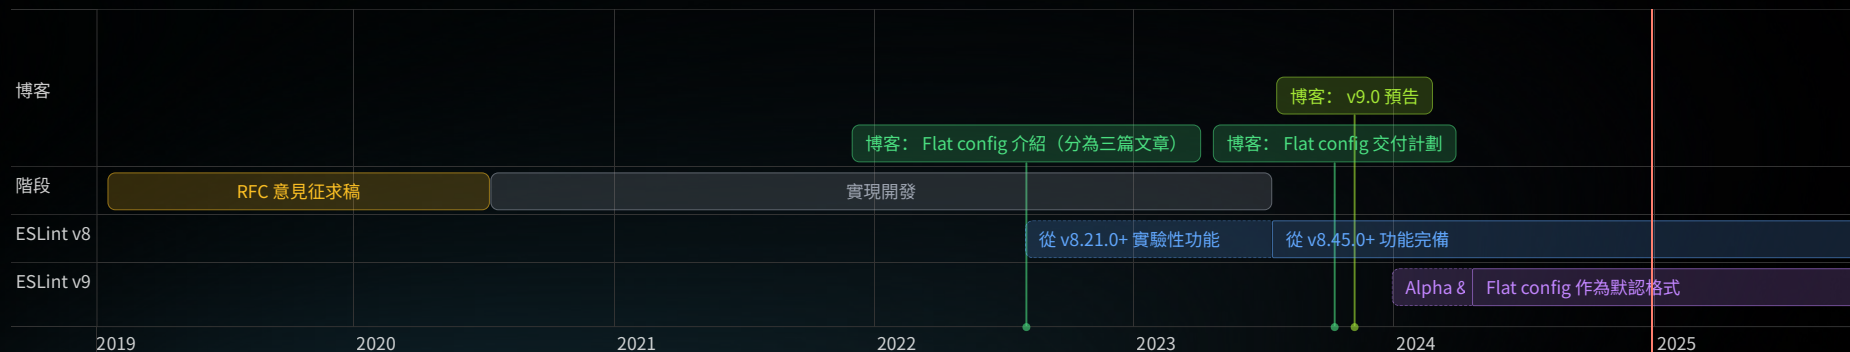 博客
博客： v9.0 預告
博客： Flat config 介紹（分為三篇文章）
博客： Flat config 交付計劃
階段
RFC 意見征求稿
實現開發
ESLint v8
從 v8.21.0+ 實驗性功能
從 v8.45.0+ 功能完備
ESLint v9
Alpha &
Flat config 作為默認格式
2019
2020
2021
2022
2023
2024
2025